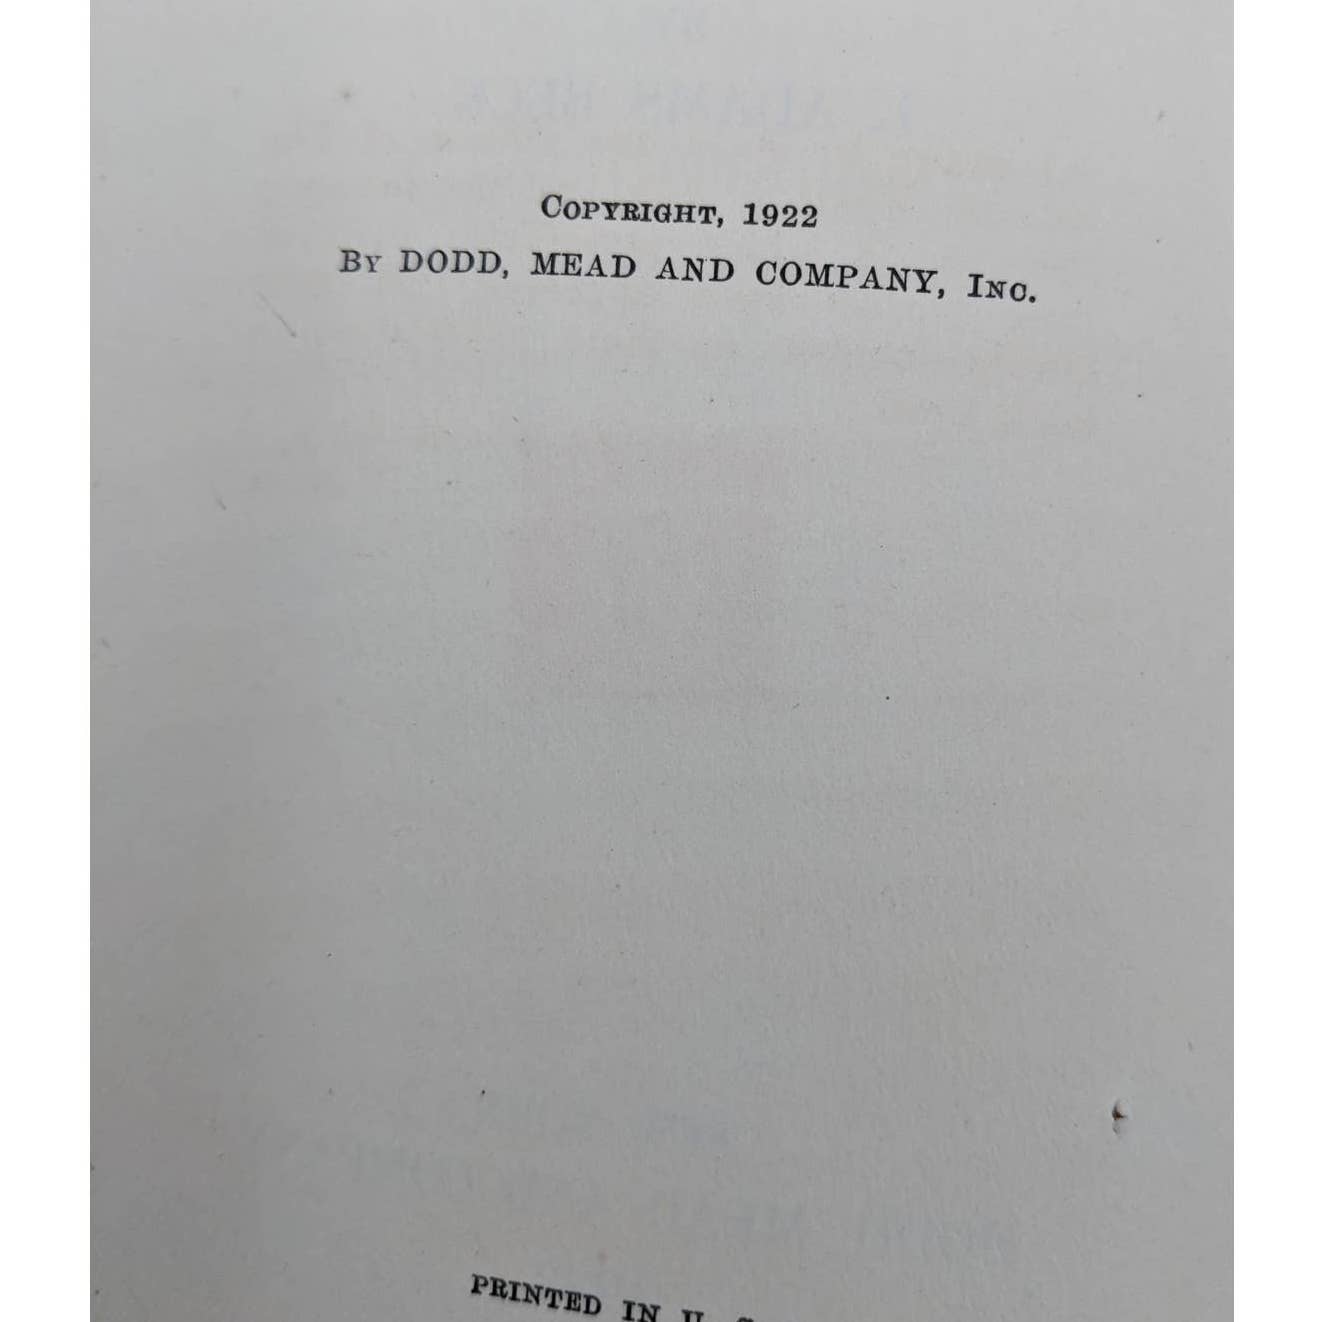 COPYRIGHT, 1922
BY DODD, MEAD AND COMPANY, INC.
PRINTED IN U.